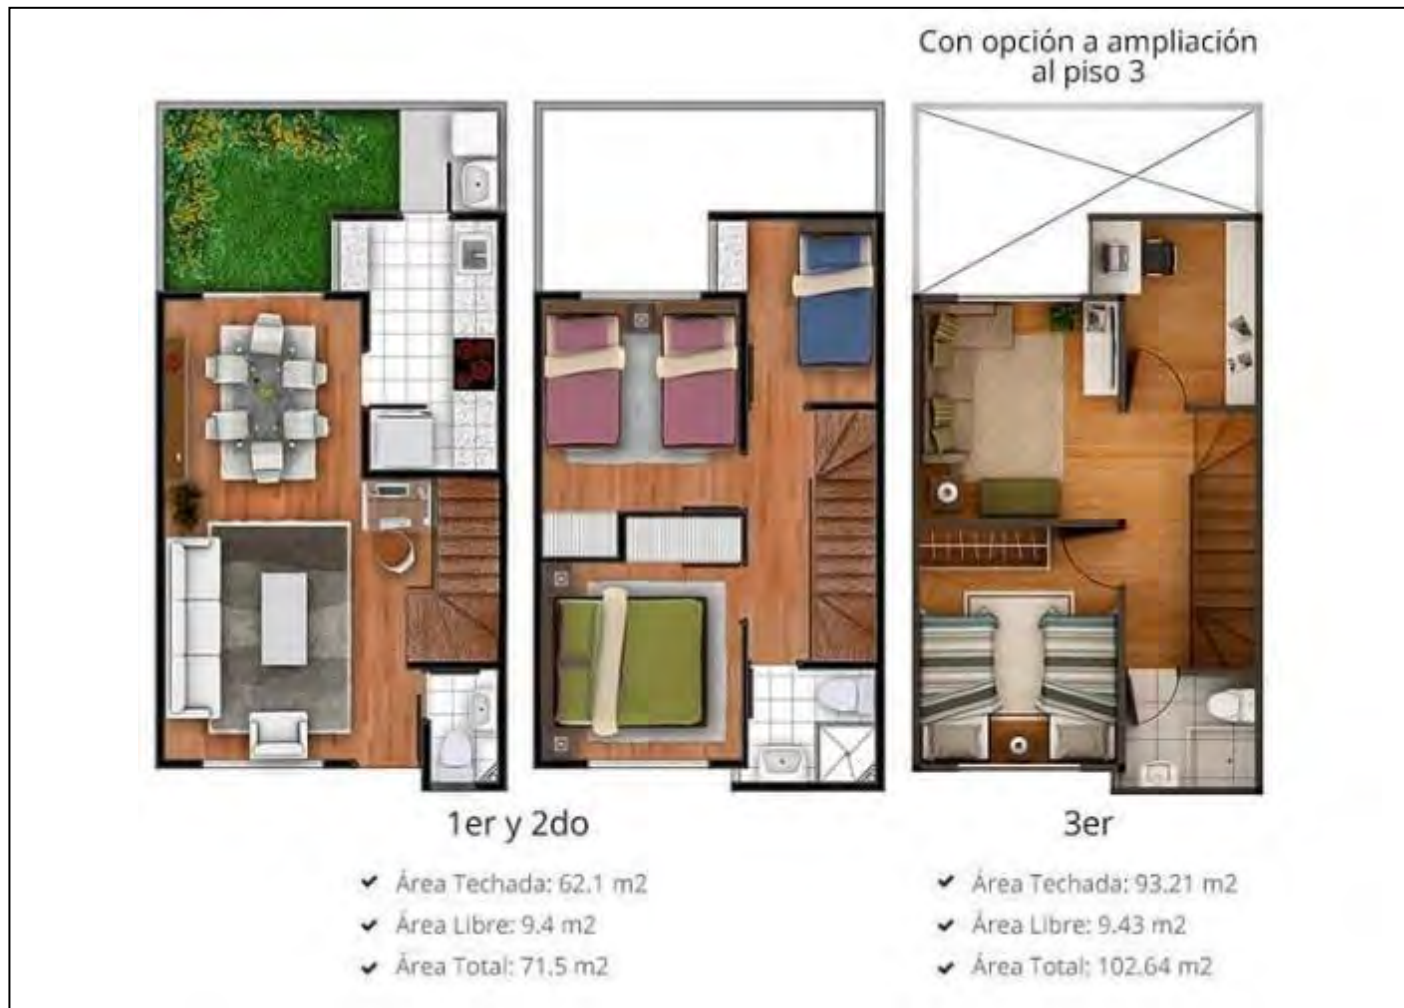 Con opción a ampliación
al piso 3
1er y 2do
✔ Área Techada: 62.1 m2
✔ Área Libre: 9.4 m2
✔ Área Total: 71.5 m2
3er
✔ Área Techada: 93.21 m2
✔ Área Libre: 9.43 m2
✔ Área Total: 102.64 m2